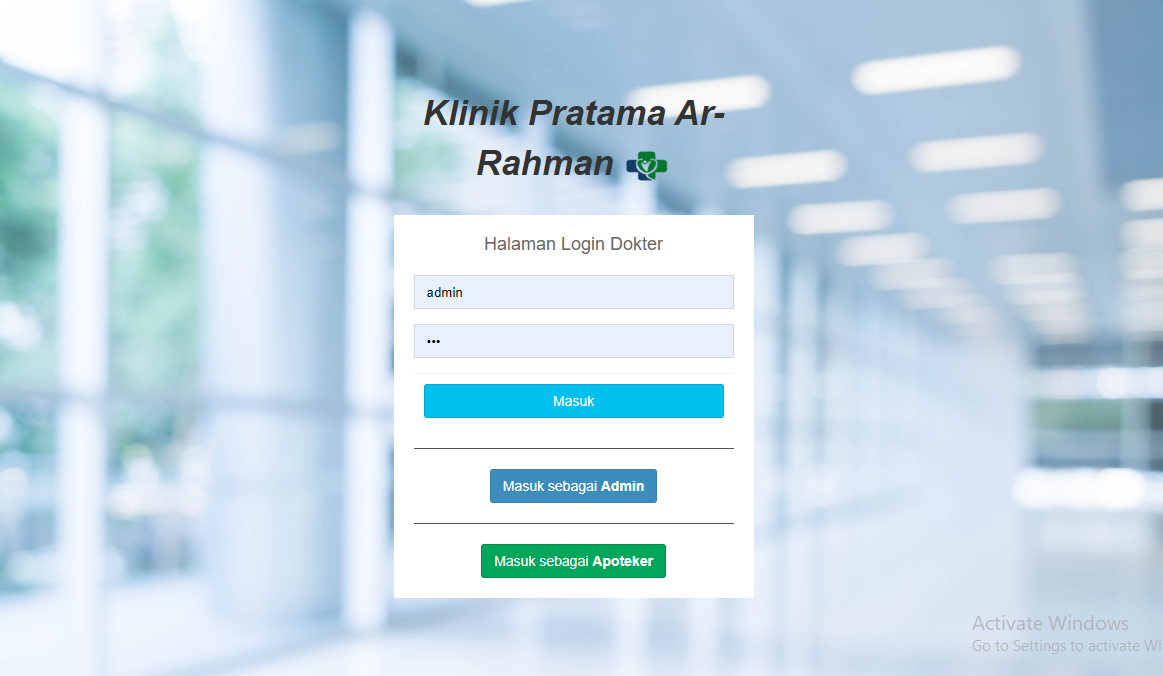 Klinik Pratama Ar-
Rahman
Halaman Login Dokter
admin
•••
Masuk
Masuk sebagai Admin
Masuk sebagai Apoteker
Activate Windows
Go to Settings to activate Wi